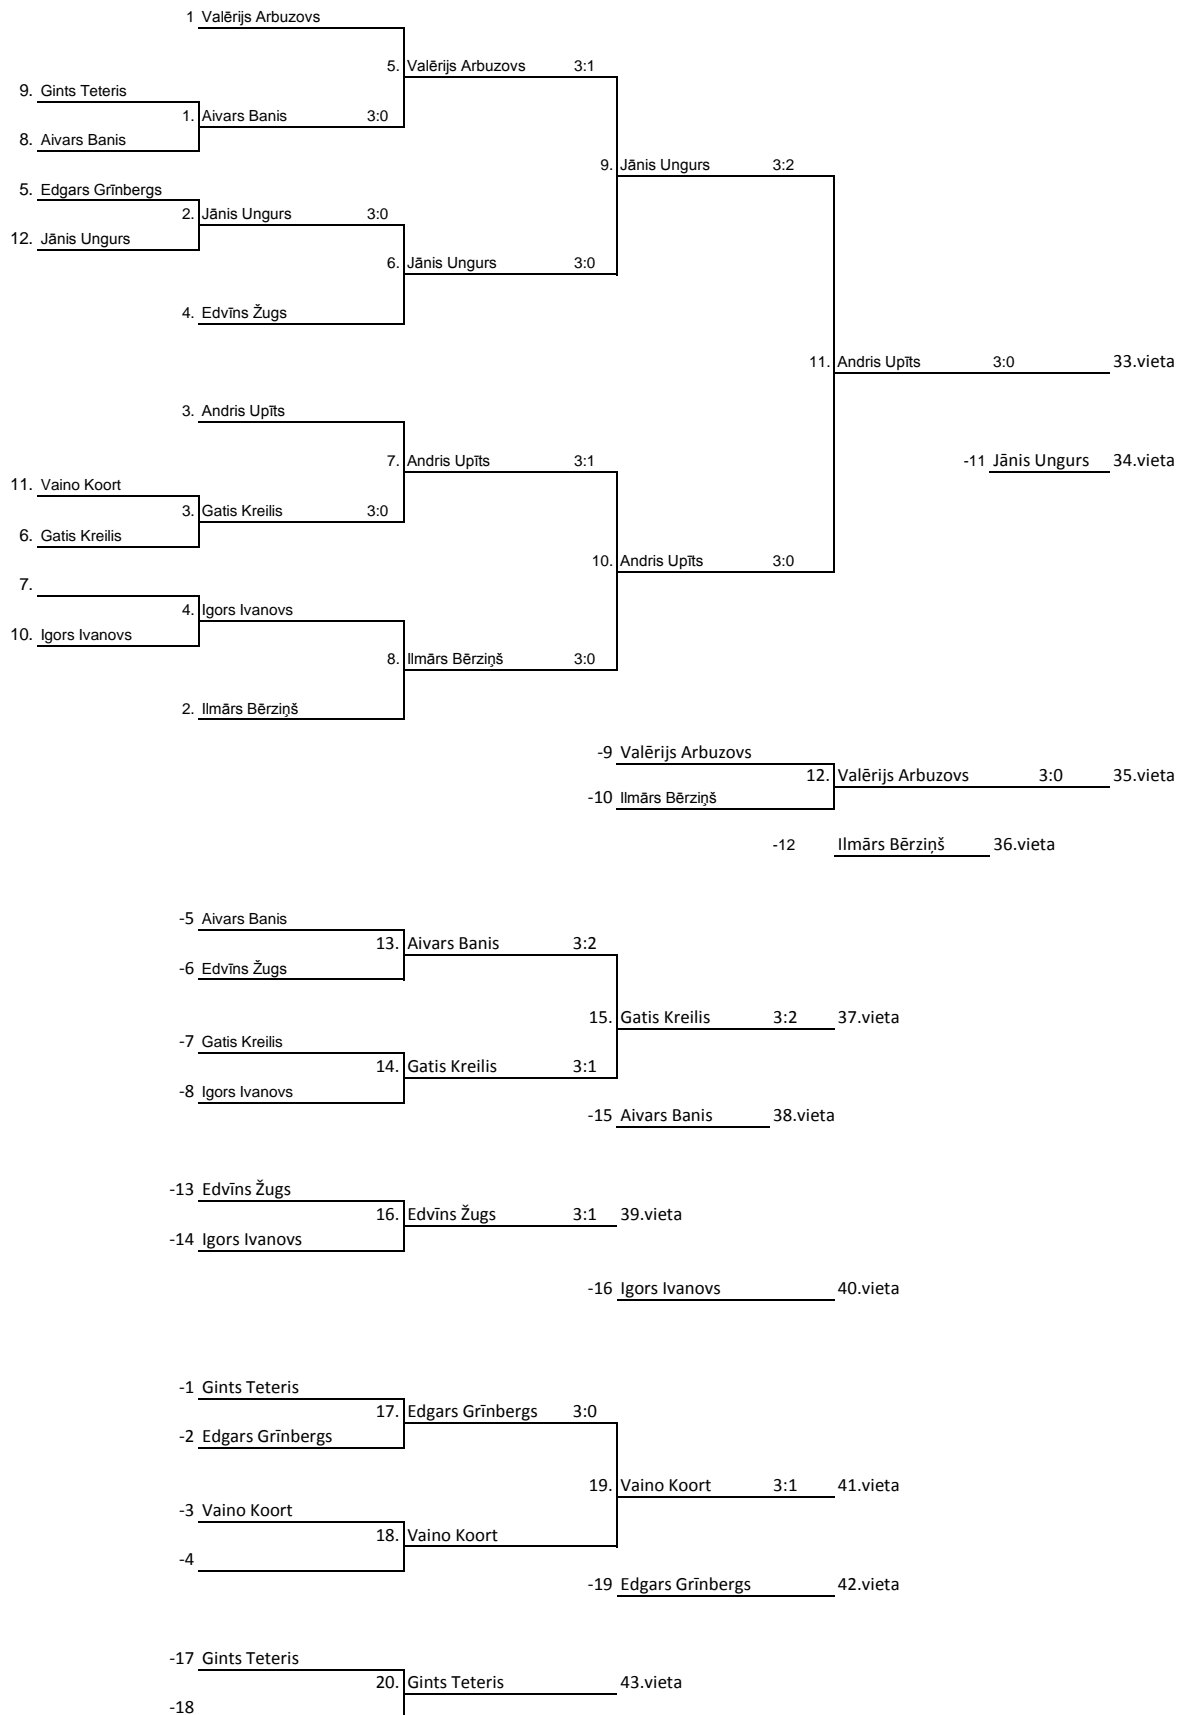 1 Valērijs Arbuzovs
5. Valērijs Arbuzovs 3:1
9. Gints Teteris
1. Aivars Banis 3:0
8. Aivars Banis
9. Jānis Ungurs 3:2
5. Edgars Grīnbergs
2. Jānis Ungurs 3:0
12. Jānis Ungurs
6. Jānis Ungurs 3:0
4. Edvīns Žugs
11. Andris Upīts 3:0 33.vieta
3. Andris Upīts
7. Andris Upīts 3:1
-11 Jānis Ungurs 34.vieta
11. Vaino Koort
3. Gatis Kreilis 3:0
6. Gatis Kreilis
10. Andris Upīts 3:0
7.
4. Igors Ivanovs
10. Igors Ivanovs
8. Ilmārs Bērziņš 3:0
2. Ilmārs Bērziņš
-9 Valērijs Arbuzovs
12. Valērijs Arbuzovs 3:0 35.vieta
-10 Ilmārs Bērziņš
-12 Ilmārs Bērziņš 36.vieta
-5 Aivars Banis
13. Aivars Banis 3:2
-6 Edvīns Žugs
15. Gatis Kreilis 3:2 37.vieta
-7 Gatis Kreilis
14. Gatis Kreilis 3:1
-8 Igors Ivanovs
-15 Aivars Banis 38.vieta
-13 Edvīns Žugs
16. Edvīns Žugs 3:1 39.vieta
-14 Igors Ivanovs
-16 Igors Ivanovs 40.vieta
-1 Gints Teteris
17. Edgars Grīnbergs 3:0
-2 Edgars Grīnbergs
19. Vaino Koort 3:1 41.vieta
-3 Vaino Koort
18. Vaino Koort
-4
-19 Edgars Grīnbergs 42.vieta
-17 Gints Teteris
20. Gints Teteris 43.vieta
-18